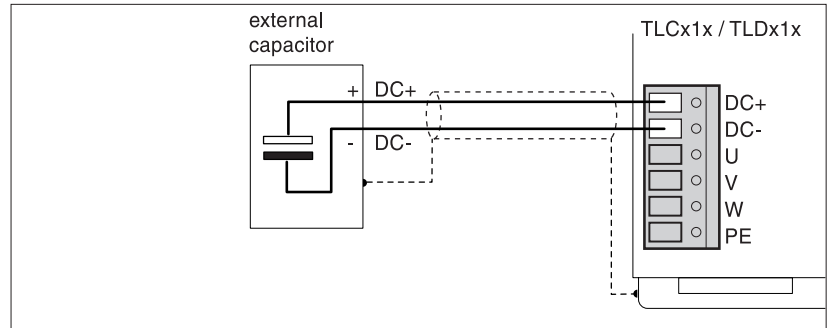 external
capacitor
TLCx1x / TLDx1x
+ DC+
- DC-
DC+
DC-
U
V
W
PE